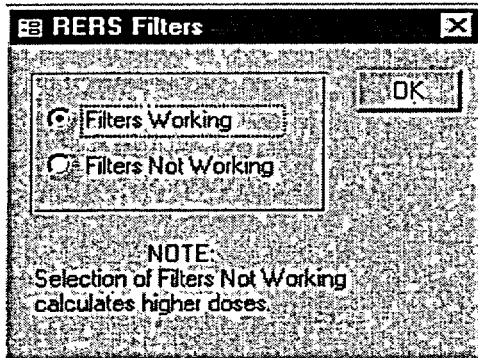 RERS Filters
OK
Filters Working
Filters Not Working
NOTE:
Selection of Filters Not Working
calculates higher doses.